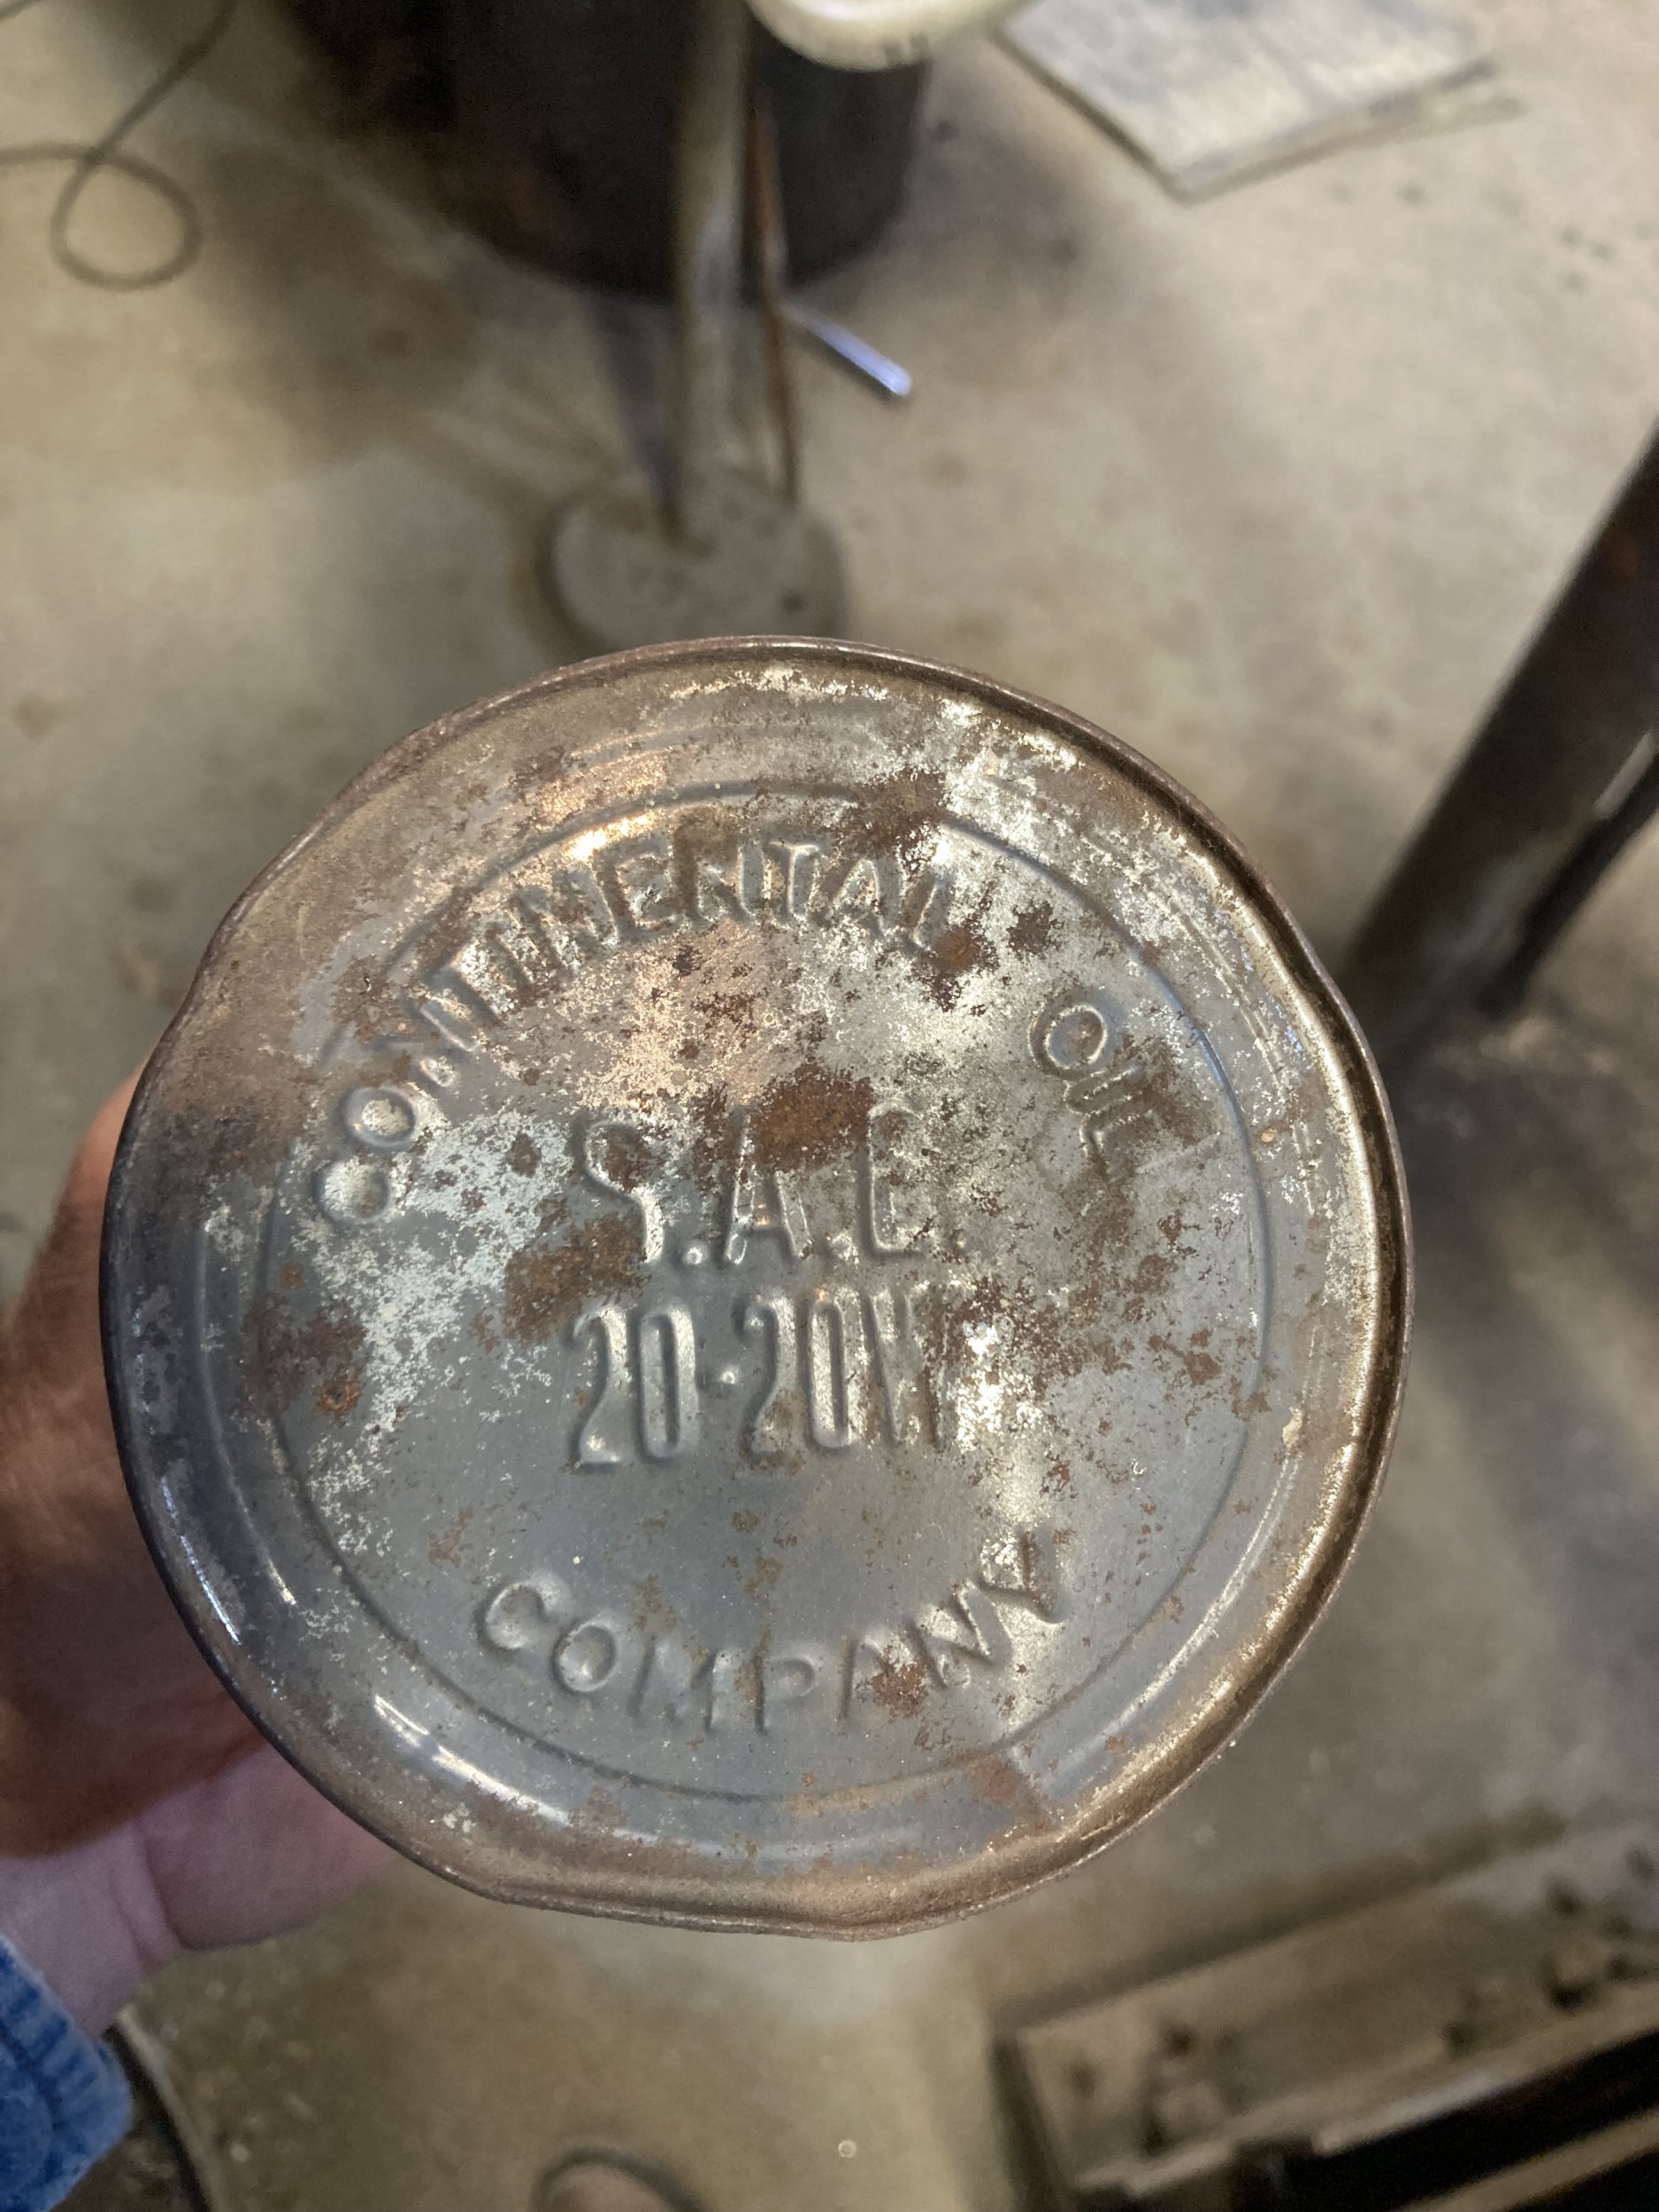 CONTINENTAL OIL
S.A.E.
20-20W
COMPANY